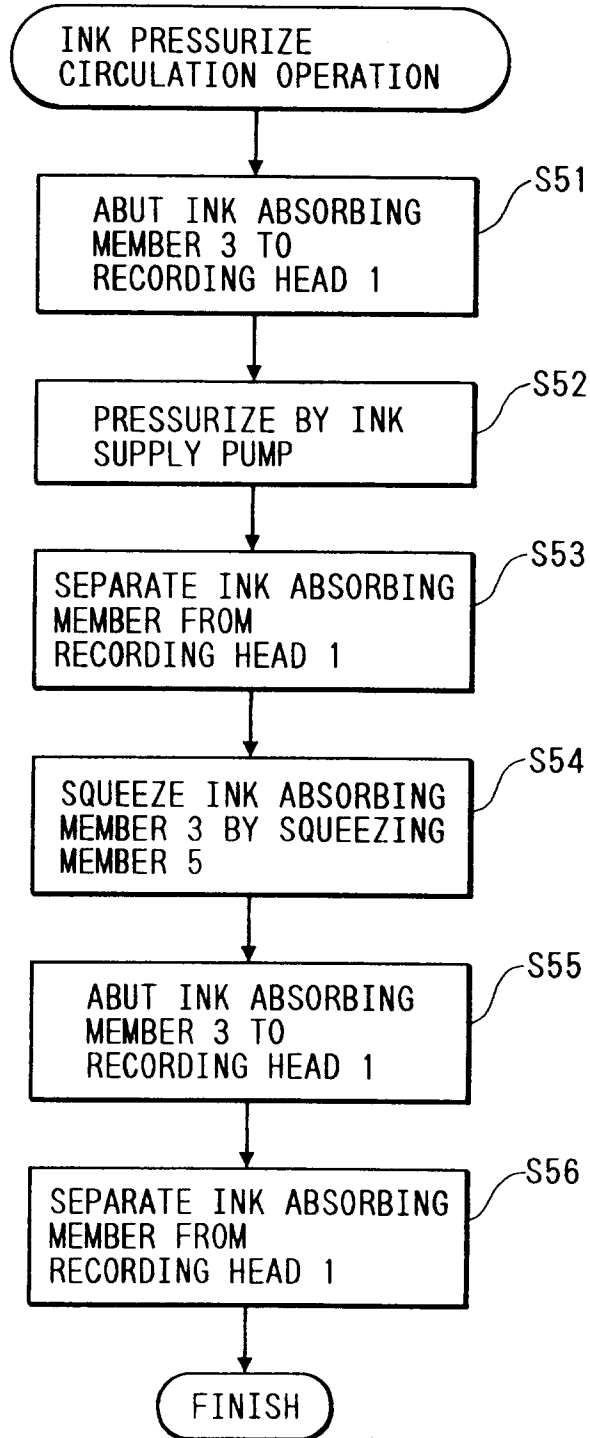 INK PRESSURIZE
CIRCULATION OPERATION
S51
ABUT INK ABSORBING
MEMBER 3 TO
RECORDING HEAD 1
S52
PRESSURIZE BY INK
SUPPLY PUMP
S53
SEPARATE INK ABSORBING
MEMBER FROM
RECORDING HEAD 1
S54
SQUEEZE INK ABSORBING
MEMBER 3 BY SQUEEZING
MEMBER 5
S55
ABUT INK ABSORBING
MEMBER 3 TO
RECORDING HEAD 1
S56
SEPARATE INK ABSORBING
MEMBER FROM
RECORDING HEAD 1
FINISH